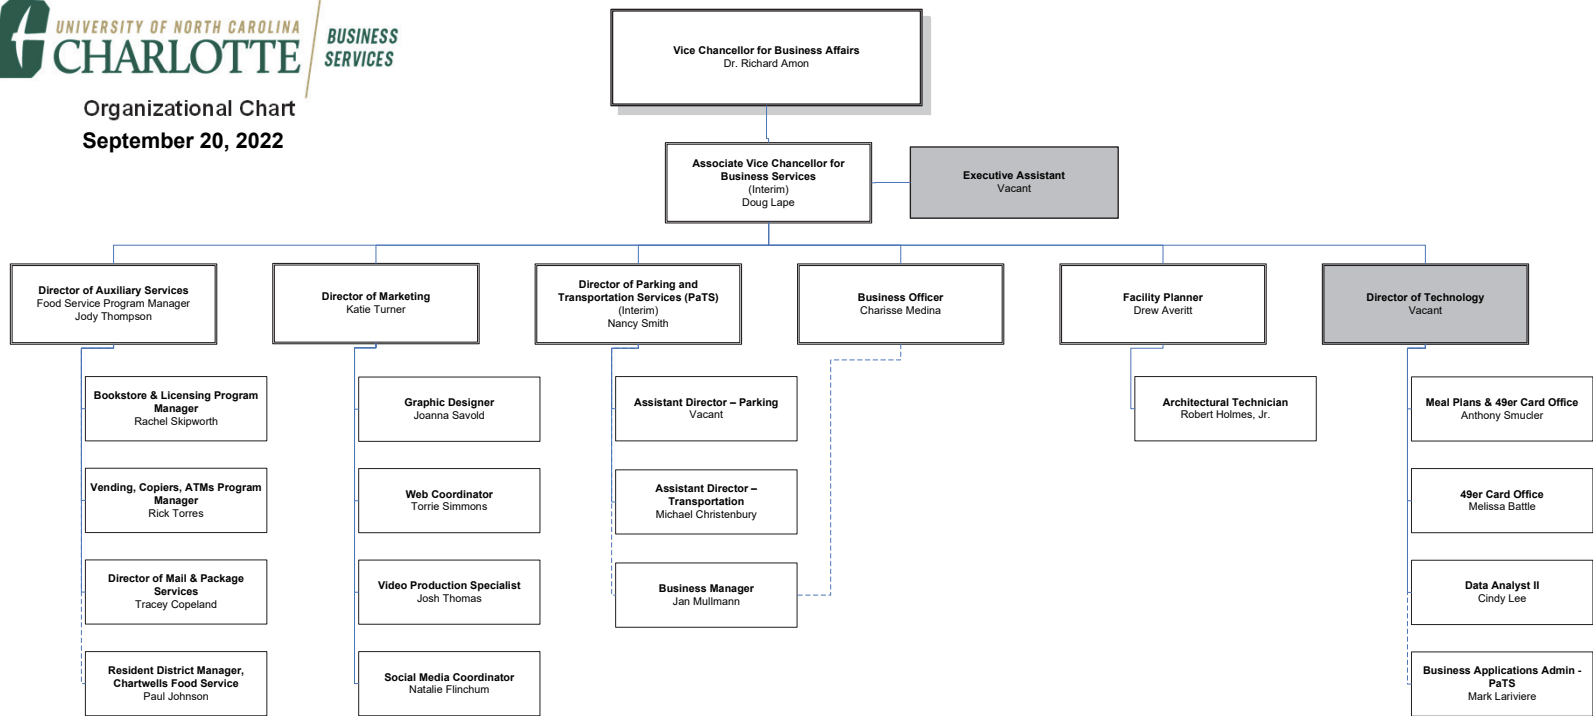 UNIVERSITY OF NORTH CAROLINA
CHARLOTTE
BUSINESS
SERVICES
Organizational Chart
September 20, 2022
Vice Chancellor for Business Affairs
Dr. Richard Amon
Associate Vice Chancellor for
Business Services
(Interim)
Doug Lape
Executive Assistant
Vacant
Director of Auxiliary Services
Food Service Program Manager
Jody Thompson
Director of Marketing
Katie Turner
Director of Parking and
Transportation Services (PaTS)
(Interim)
Nancy Smith
Business Officer
Charisse Medina
Facility Planner
Drew Averitt
Director of Technology
Vacant
Bookstore & Licensing Program
Manager
Rachel Skipworth
Graphic Designer
Joanna Savold
Assistant Director – Parking
Vacant
Architectural Technician
Robert Holmes, Jr.
Meal Plans & 49er Card Office
Anthony Smucler
Vending, Copiers, ATMs Program
Manager
Rick Torres
Web Coordinator
Torrie Simmons
Assistant Director –
Transportation
Michael Christenbury
49er Card Office
Melissa Battle
Director of Mail & Package
Services
Tracey Copeland
Video Production Specialist
Josh Thomas
Business Manager
Jan Mullmann
Data Analyst II
Cindy Lee
Resident District Manager,
Chartwells Food Service
Paul Johnson
Social Media Coordinator
Natalie Flinchum
Business Applications Admin -
PaTS
Mark Lariviere